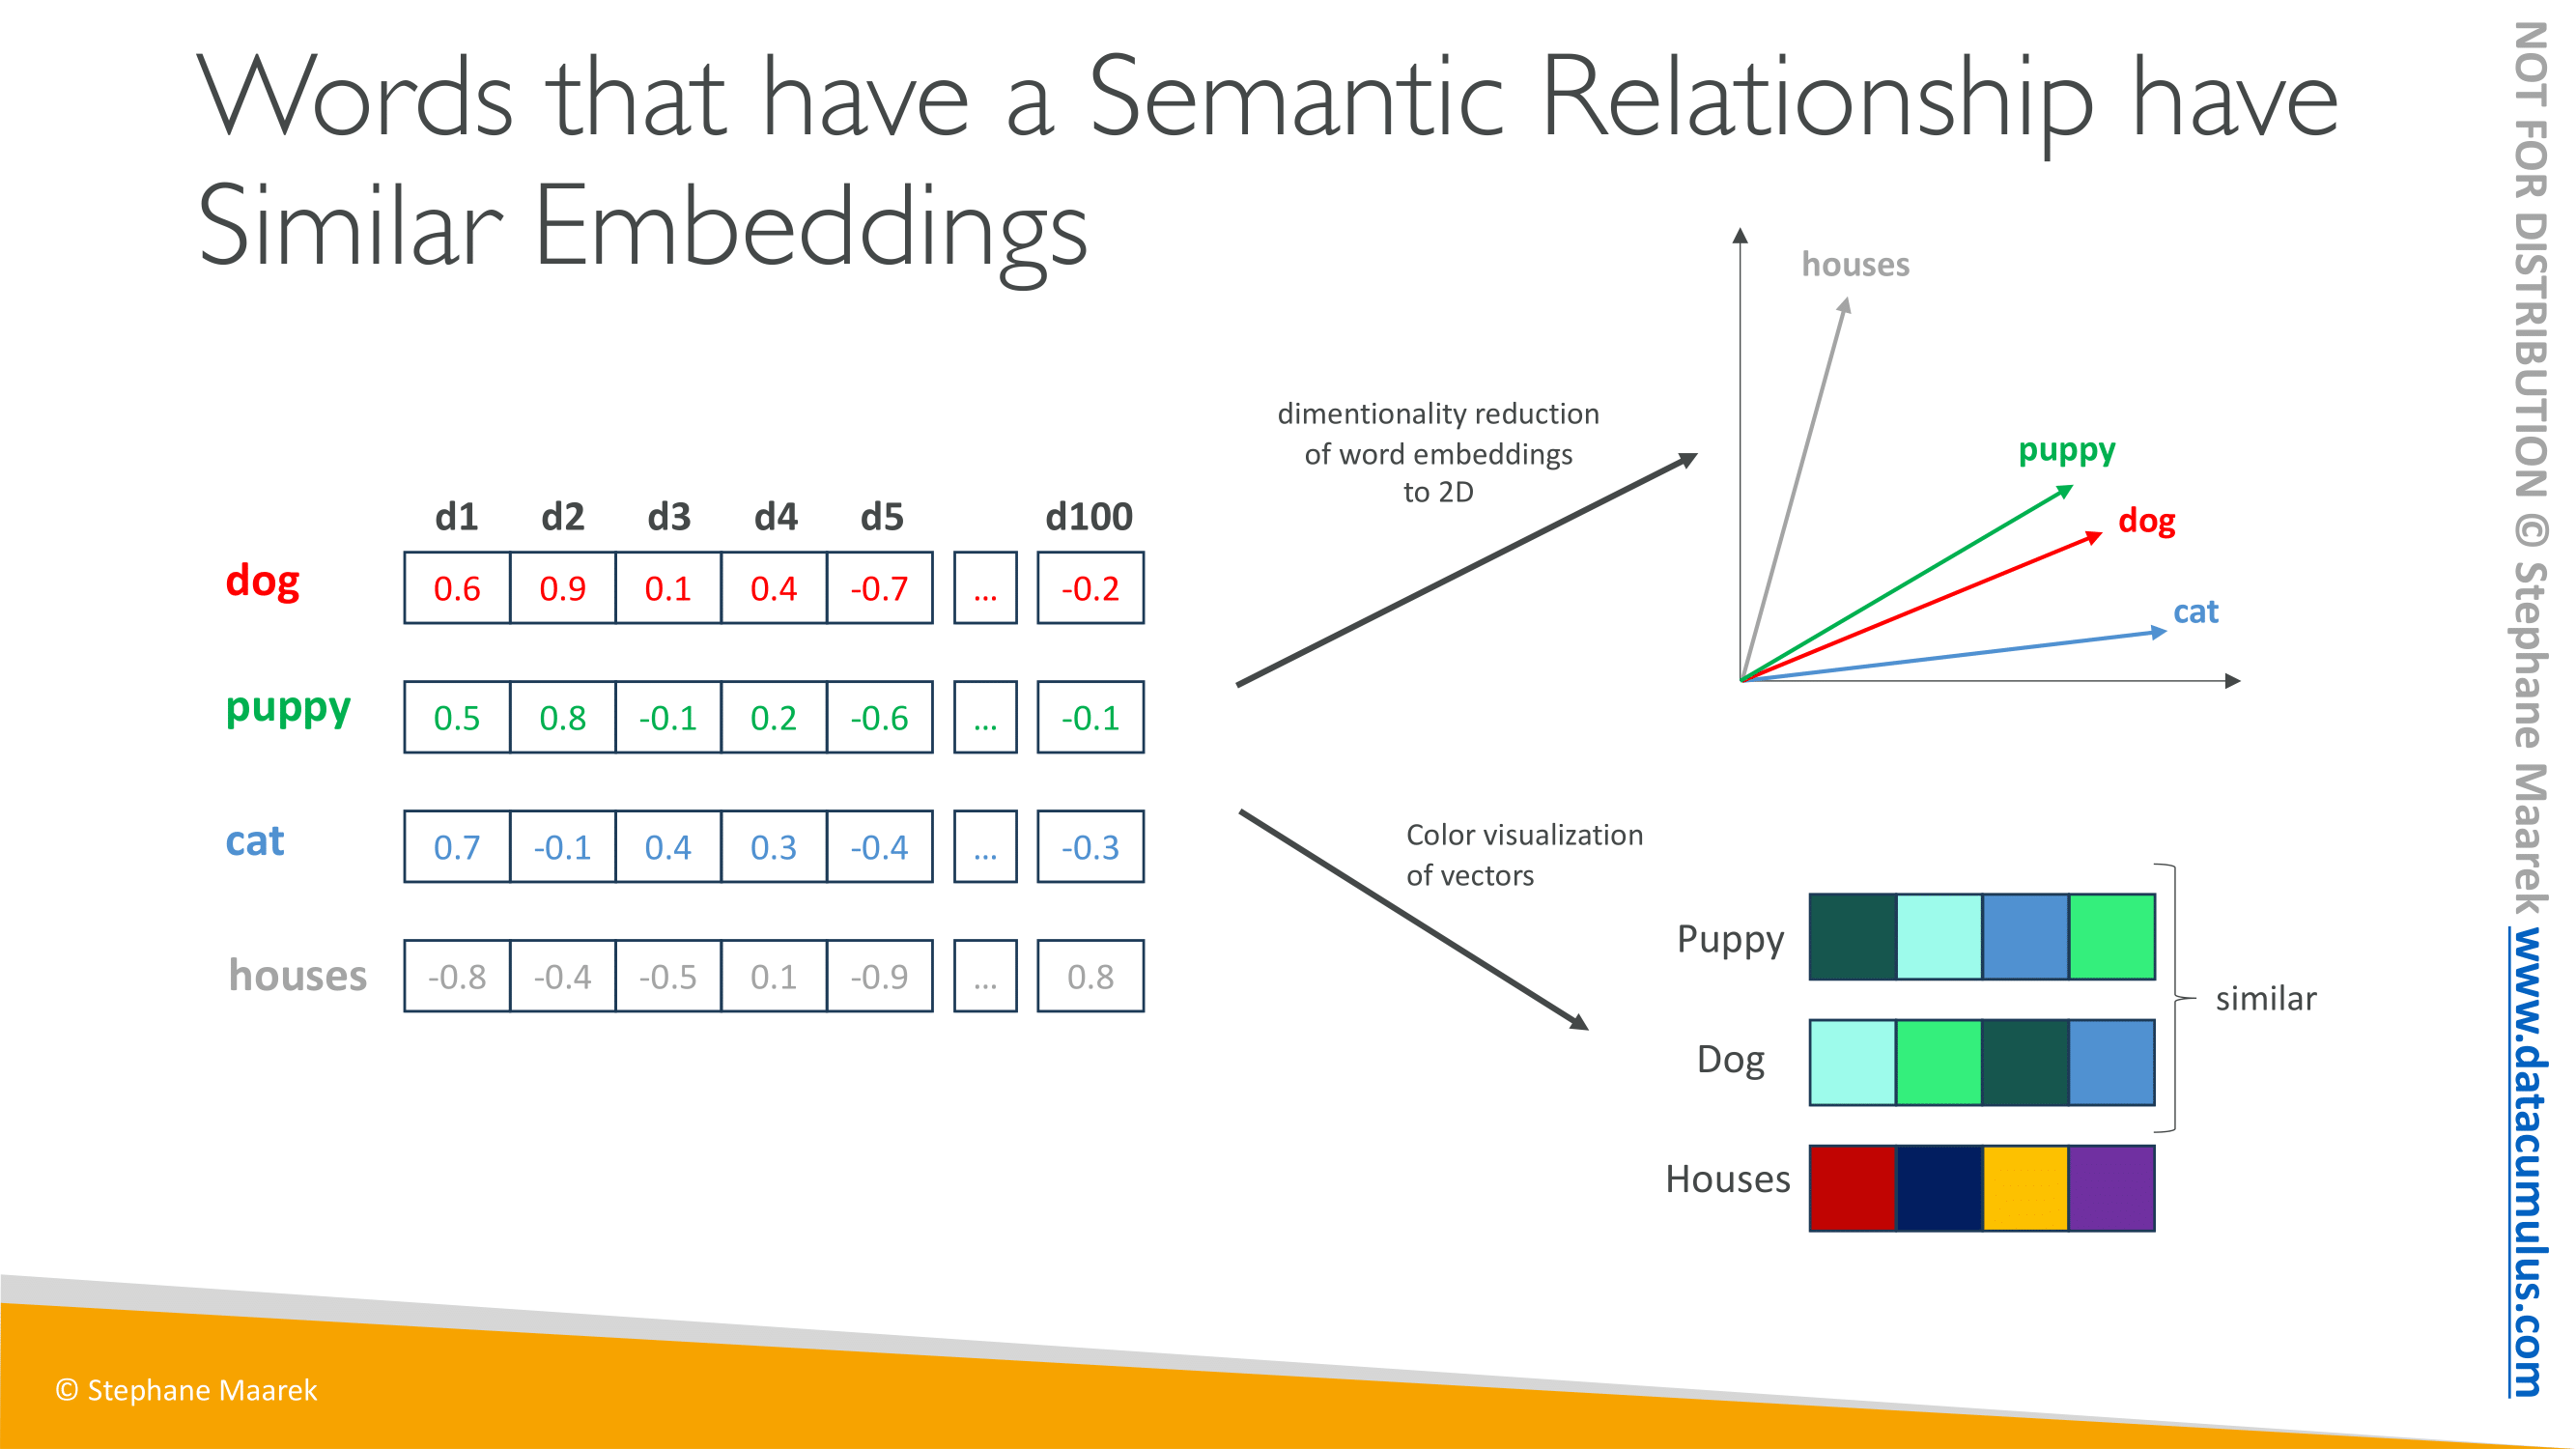 Words that have a Semantic Relationship have
Similar Embeddings
d1 d2 d3 d4 d5 d100
dog 0.6 0.9 0.1 0.4 -0.7 ... -0.2
puppy 0.5 0.8 -0.1 0.2 -0.6 ... -0.1
cat 0.7 -0.1 0.4 0.3 -0.4 ... -0.3
houses -0.8 -0.4 -0.5 0.1 -0.9 ... 0.8
dimentionality reduction
of word embeddings
to 2D
houses
puppy
dog
cat
Color visualization
of vectors
Puppy
Dog
Houses
similar
© Stephane Maarek
NOT FOR DISTRIBUTION © Stephane Maarek www.datacumulus.com